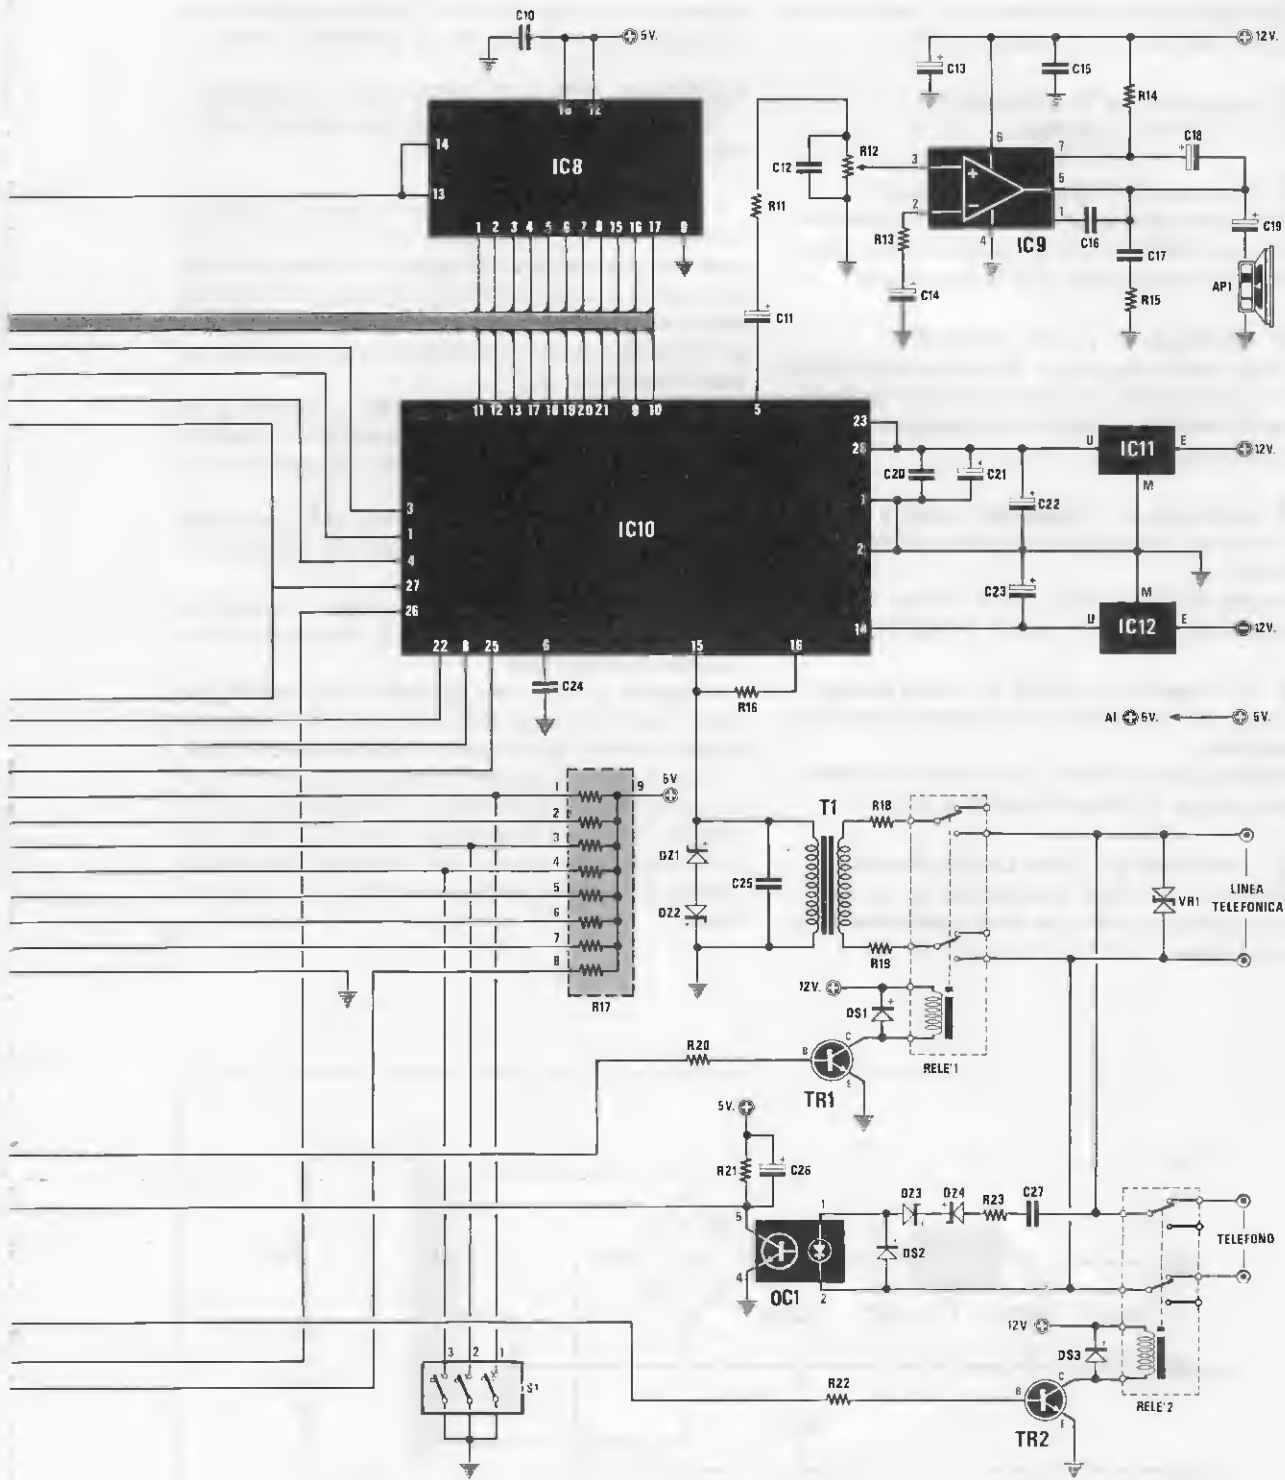 C10
5V.
12V.
C13
C15
R14
18 12
14
13
IC8
1 2 3 4 5 6 7 8 15 16 17 9
C12
R12
R11
3
2
6
7
5
1
4
IC9
C18
C16
C17
C19
R13
C14
R15
AP1
C11
11 12 13 17 18 19 20 21 9 10
5
23
28
U
IC11
E
12V.
C20
C21
M
3
1
4
27
26
IC10
C22
2
C23
M
14
U
IC12
E
12V.
22 8 25
6
15
16
C24
R16
AI 5V.
5V.
1
2
3
4
5
6
7
8
9
5V
R17
DZ1
DZ2
C25
T1
R18
R19
VR1
LINEA
TELEFONICA
12V.
DS1
RELE'1
R20
B
C
E
TR1
5V.
R21
C26
5
4
1
2
OC1
DZ3
DZ4
R23
C27
DS2
TELEFONO
12V
DS3
RELE'2
3 2 1
S1
R22
B
C
E
TR2